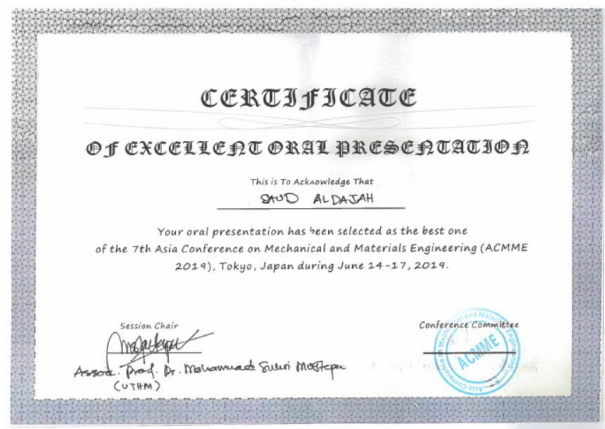 CERTIFICATE
OF EXCELLENT ORAL PRESENTATION
This is To Acknowledge That
SAUD ALDAJAH
Your oral presentation has been selected as the best one
of the 7th Asia Conference on Mechanical and Materials Engineering (ACMME
2019), Tokyo, Japan during June 14-17, 2019.
Session Chair
Conference Committee
Assoc. Prof. Dr. Mohammad Sukri Mustapa
(UTHM)
ACMME